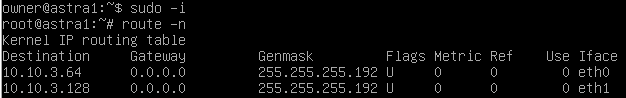 owner@astra1:~$ sudo -i
root@astra1:~# route -n
Kernel IP routing table
Destination     Gateway         Genmask         Flags Metric Ref    Use Iface
10.10.3.64      0.0.0.0         255.255.255.192 U     0      0        0 eth0
10.10.3.128     0.0.0.0         255.255.255.192 U     0      0        0 eth1